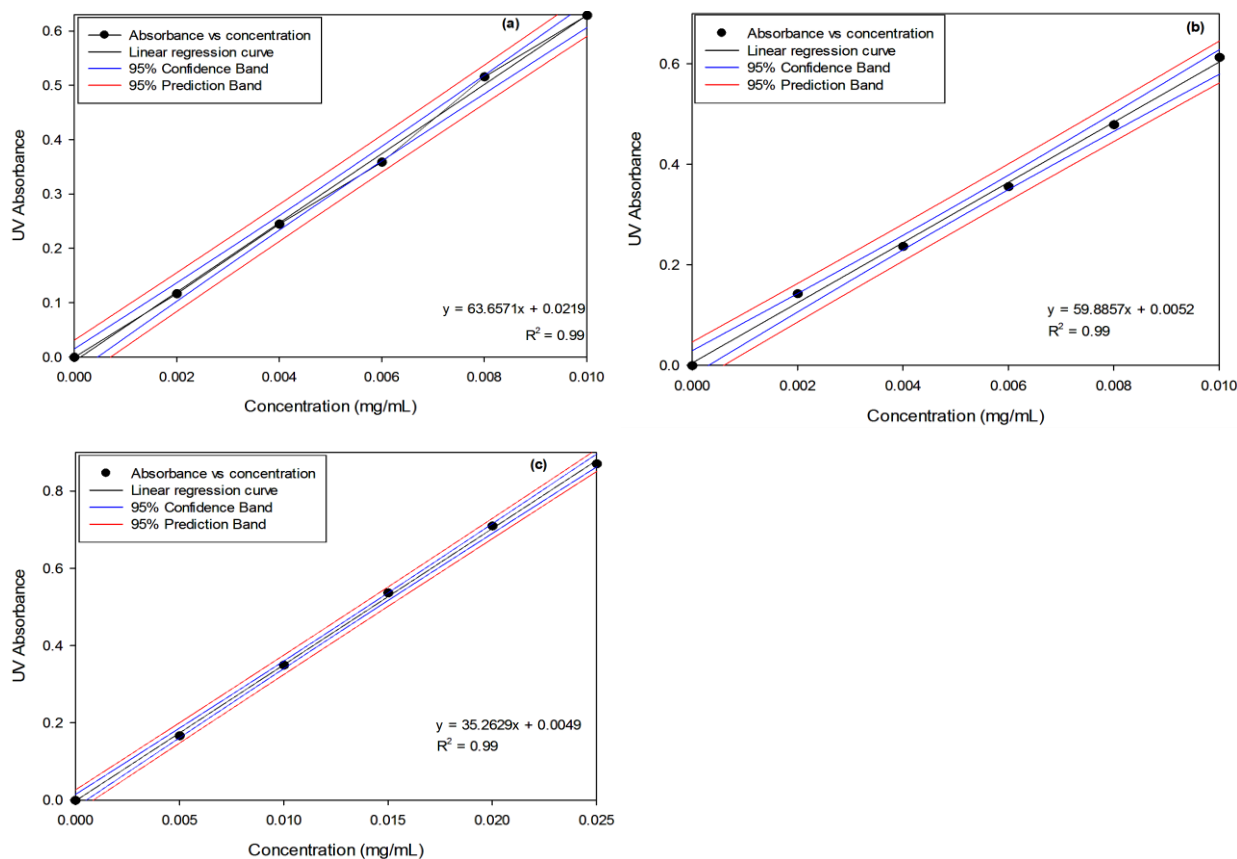 (a)
Absorbance vs concentration
Linear regression curve
95% Confidence Band
95% Prediction Band
0.6
0.5
0.4
0.3
0.2
0.1
0.0
UV Absorbance
y = 63.6571x + 0.0219
R² = 0.99
0.000 0.002 0.004 0.006 0.008 0.010
Concentration (mg/mL)
(b)
Absorbance vs concentration
Linear regression curve
95% Confidence Band
95% Prediction Band
0.6
0.4
0.2
0.0
UV Absorbance
y = 59.8857x + 0.0052
R² = 0.99
0.000 0.002 0.004 0.006 0.008 0.010
Concentration (mg/mL)
(c)
Absorbance vs concentration
Linear regression curve
95% Confidence Band
95% Prediction Band
0.8
0.6
0.4
0.2
0.0
UV Absorbance
y = 35.2629x + 0.0049
R² = 0.99
0.000 0.005 0.010 0.015 0.020 0.025
Concentration (mg/mL)